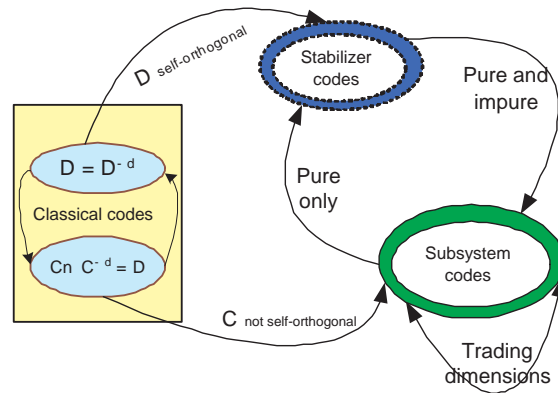 D self-orthogonal
Stabilizer
codes
Pure and
impure
D = D- d
Classical codes
Cn C- d = D
Pure
only
Subsystem
codes
C not self-orthogonal
Trading
dimensions